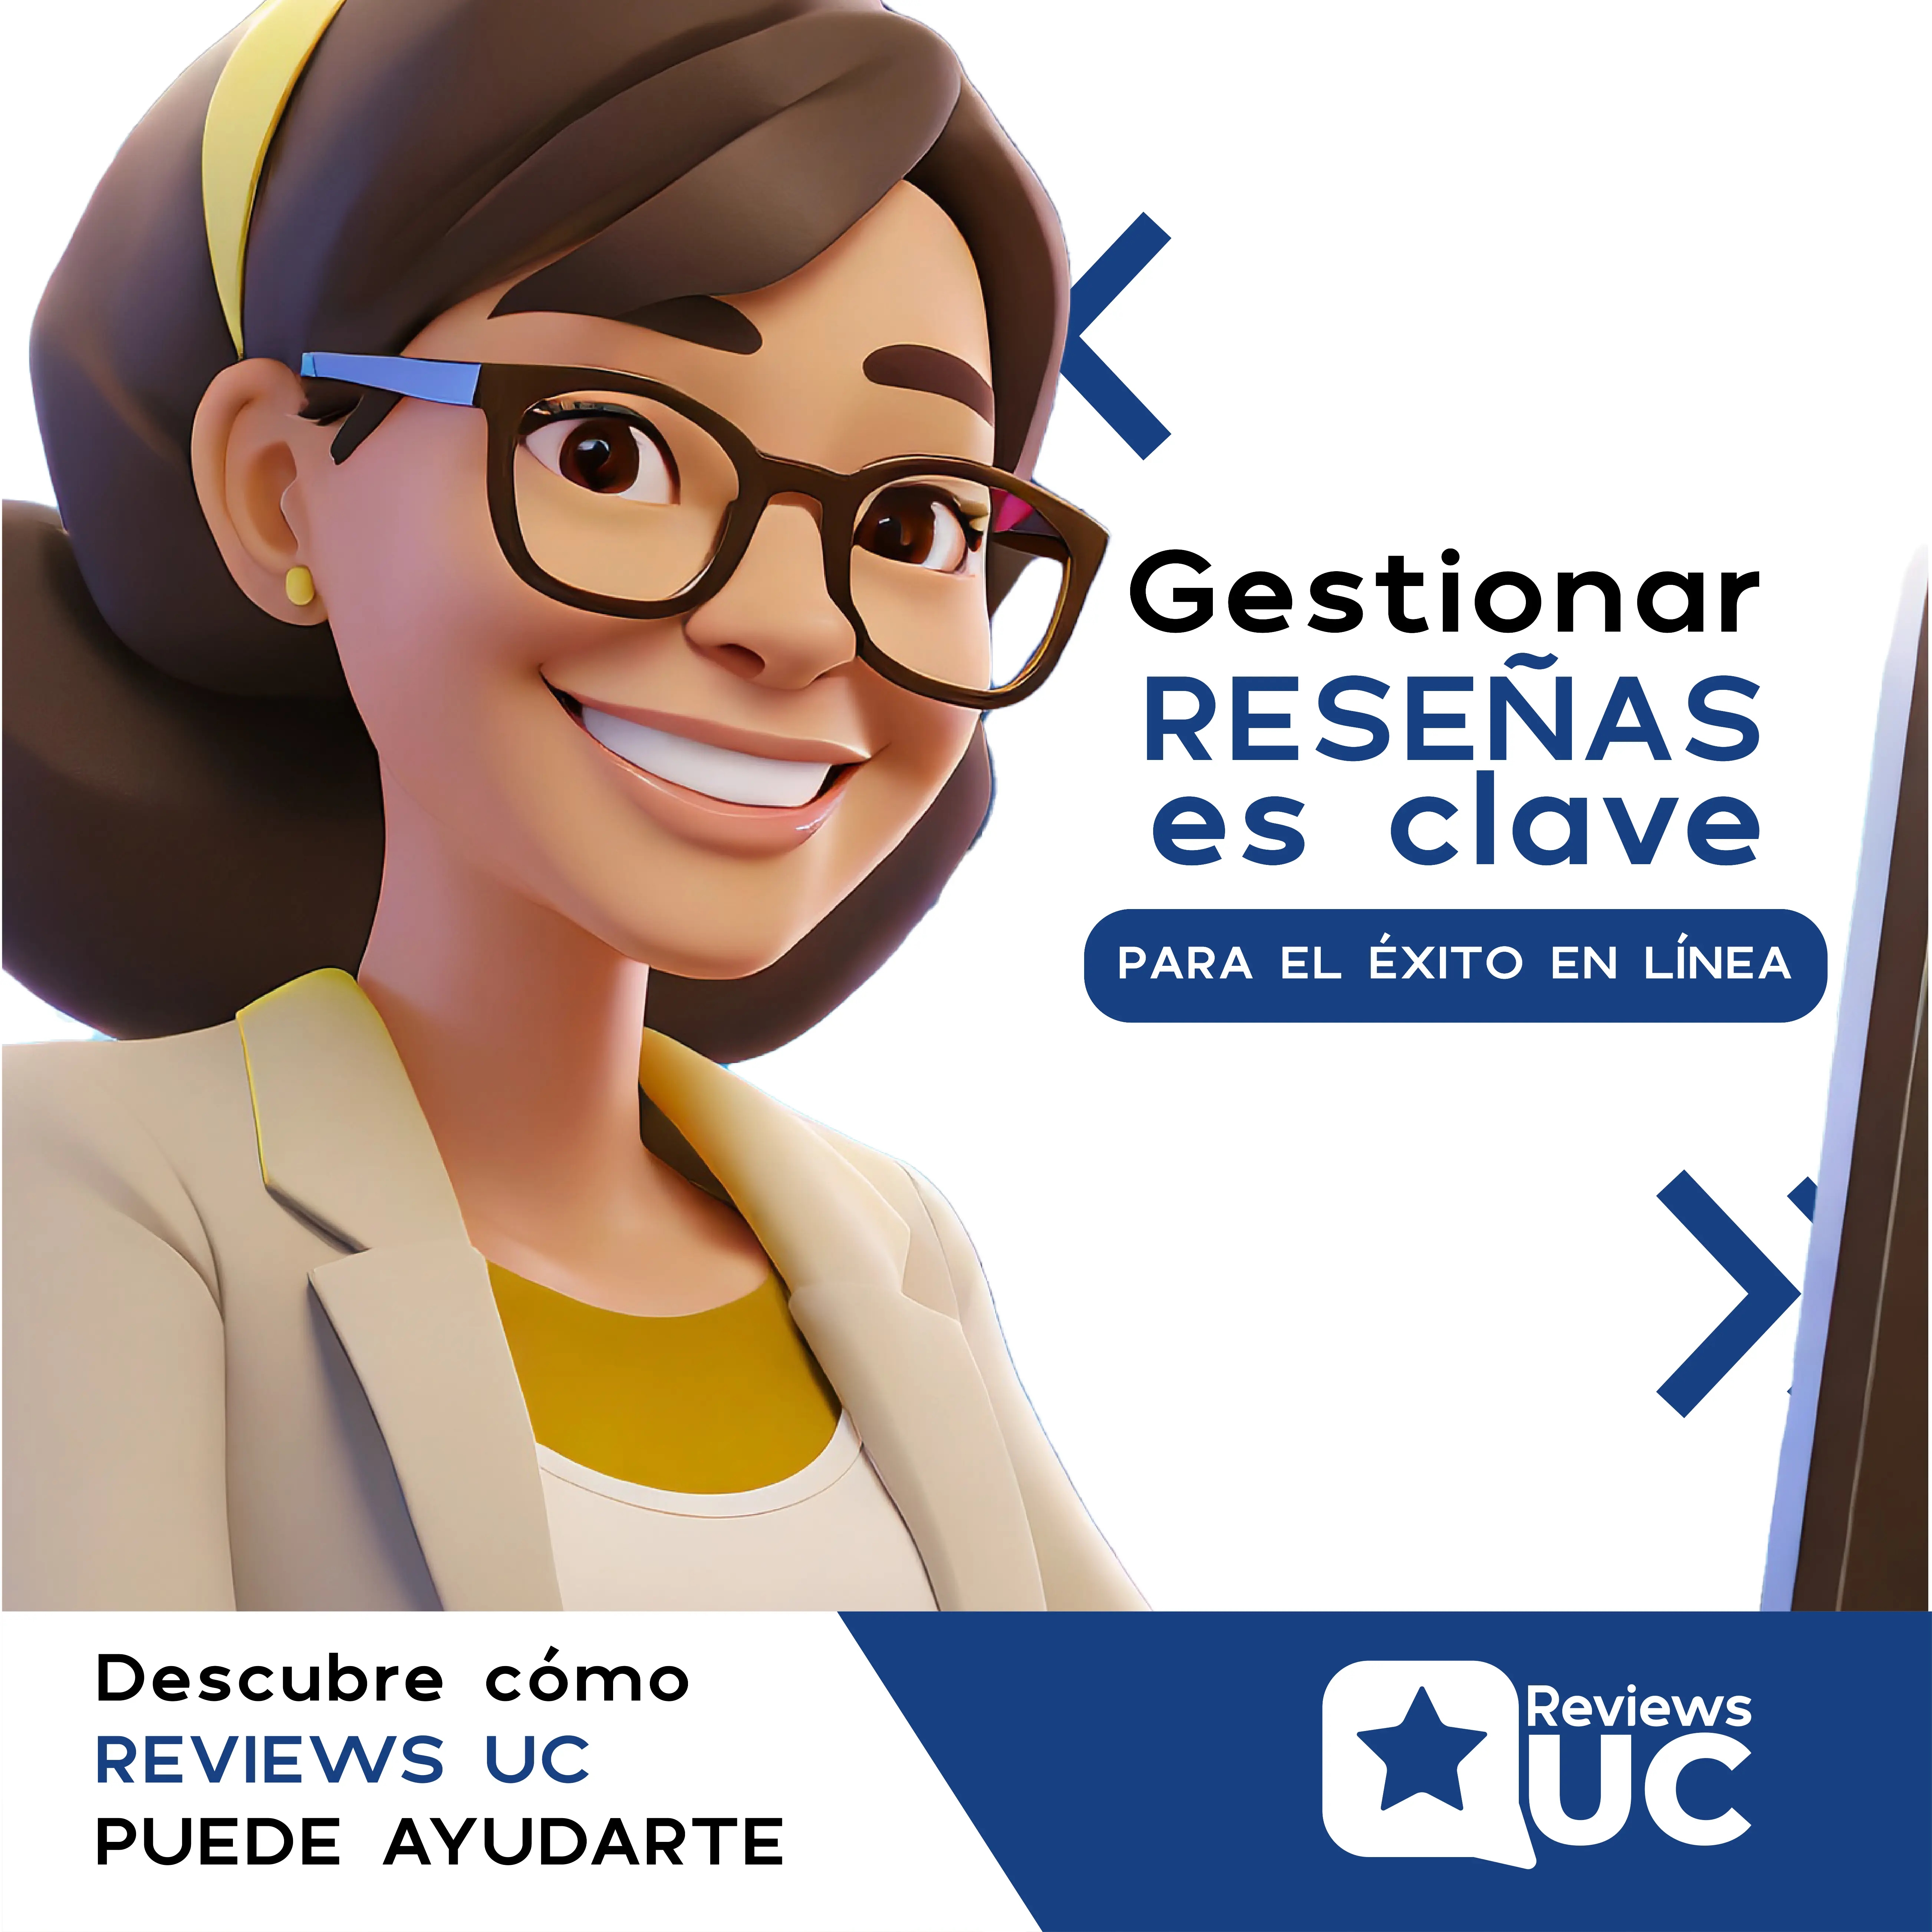 Gestionar
RESEÑAS
es clave
PARA EL ÉXITO EN LÍNEA
Descubre cómo
REVIEWS UC
PUEDE AYUDARTE
Reviews
UC